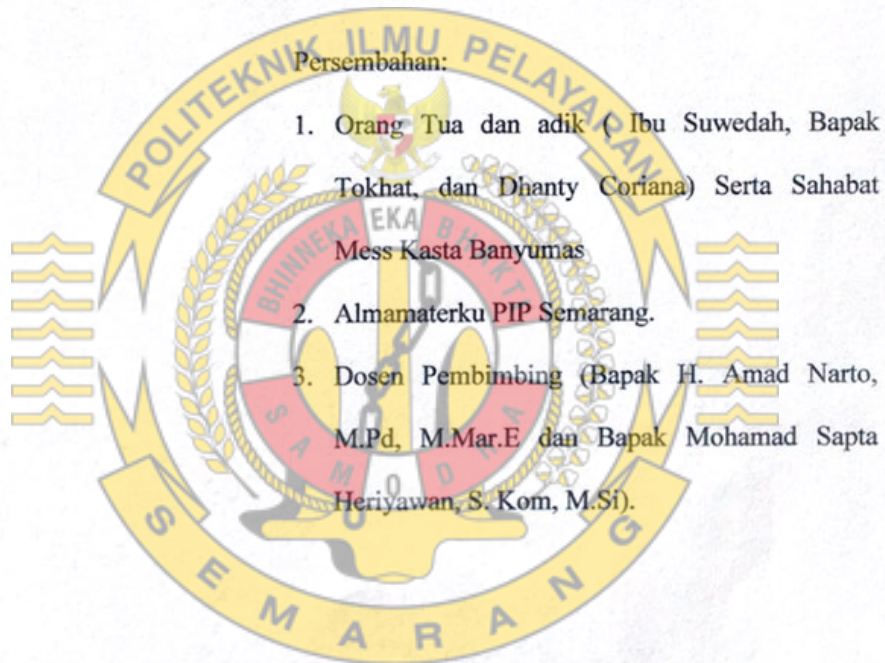 POLITEKNIK ILMU PELAYARAN
Persembahan:
1. Orang Tua dan adik ( Ibu Suwedah, Bapak
Tokhat, dan Dhanty Coriana) Serta Sahabat
Mess Kasta Banyumas
2. Almamaterku PIP Semarang.
3. Dosen Pembimbing (Bapak H. Amad Narto,
M.Pd, M.Mar.E dan Bapak Mohamad Sapta
Heriyawan, S. Kom, M.Si).
BHINNEKA EKA BHAKTI
SAMUODRA
SEMARANG